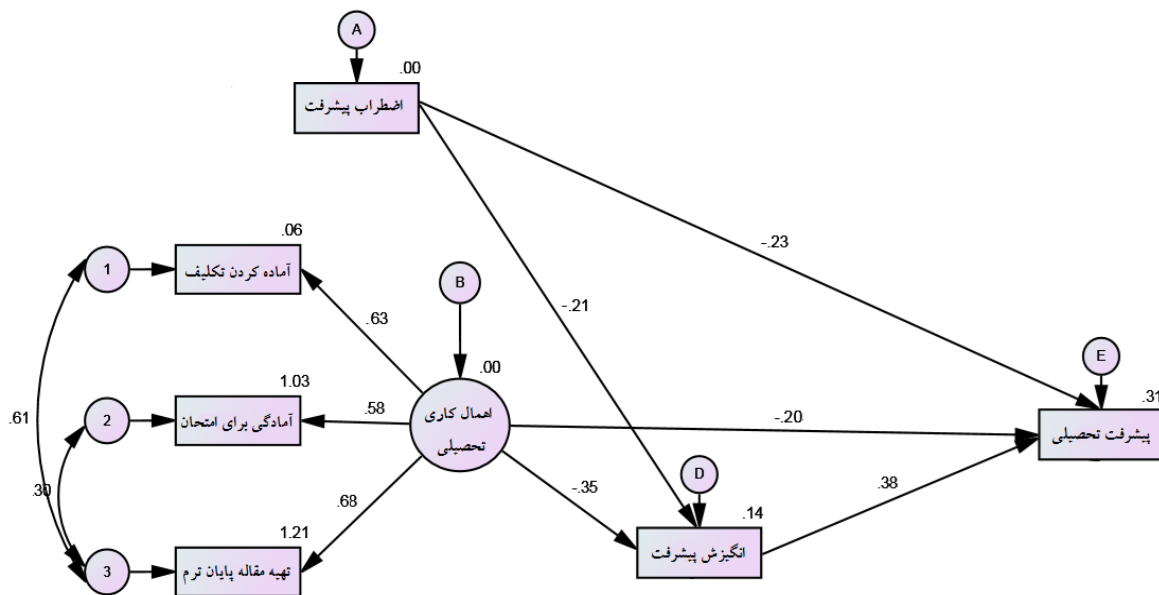 A
.00
اضطراب پیشرفت
.06
1
آماده کردن تکلیف
B
-.23
-.21
.63
.00
1.03
E
.31
2
آمادگی برای امتحان
.58
اهمال کاری
تحصیلی
-.20
پیشرفت تحصیلی
.61
.30
.68
-.35
D
.38
.14
1.21
3
تهیه مقاله پایان ترم
انگیزش پیشرفت